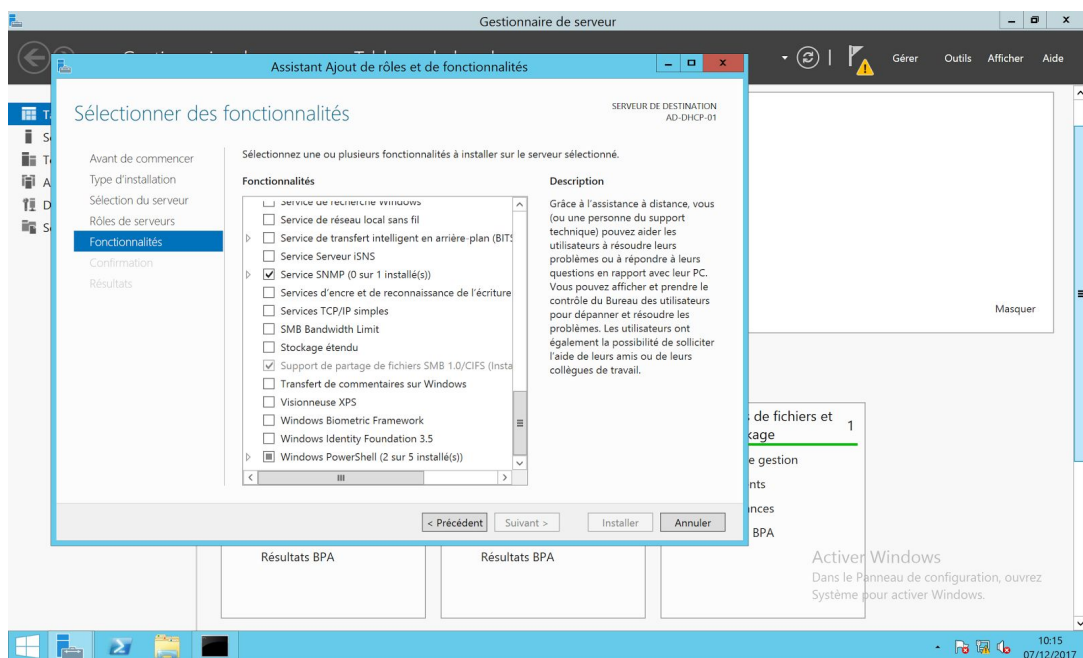 Gestionnaire de serveur
Gérer Outils Afficher Aide
Assistant Ajout de rôles et de fonctionnalités
Sélectionner des fonctionnalités
SERVEUR DE DESTINATION
AD-DHCP-01
Avant de commencer
Type d'installation
Sélection du serveur
Rôles de serveurs
Fonctionnalités
Confirmation
Résultats
Sélectionnez une ou plusieurs fonctionnalités à installer sur le serveur sélectionné.
Fonctionnalités
Service de recherche Windows
Service de réseau local sans fil
Service de transfert intelligent en arrière-plan (BITS
Service Serveur iSNS
Service SNMP (0 sur 1 installé(s))
Services d'encre et de reconnaissance de l'écriture
Services TCP/IP simples
SMB Bandwidth Limit
Stockage étendu
Support de partage de fichiers SMB 1.0/CIFS (Insta
Transfert de commentaires sur Windows
Visionneuse XPS
Windows Biometric Framework
Windows Identity Foundation 3.5
Windows PowerShell (2 sur 5 installé(s))
Description
Grâce à l'assistance à distance, vous
(ou une personne du support
technique) pouvez aider les
utilisateurs à résoudre leurs
problèmes ou à répondre à leurs
questions en rapport avec leur PC.
Vous pouvez afficher et prendre le
contrôle du Bureau des utilisateurs
pour dépanner et résoudre les
problèmes. Les utilisateurs ont
également la possibilité de solliciter
l'aide de leurs amis ou de leurs
collègues de travail.
< Précédent Suivant > Installer Annuler
Masquer
de fichiers et
1
gestion
BPA
Résultats BPA
Résultats BPA
Activer Windows
Dans le Panneau de configuration, ouvrez
Système pour activer Windows.
10:15
07/12/2017